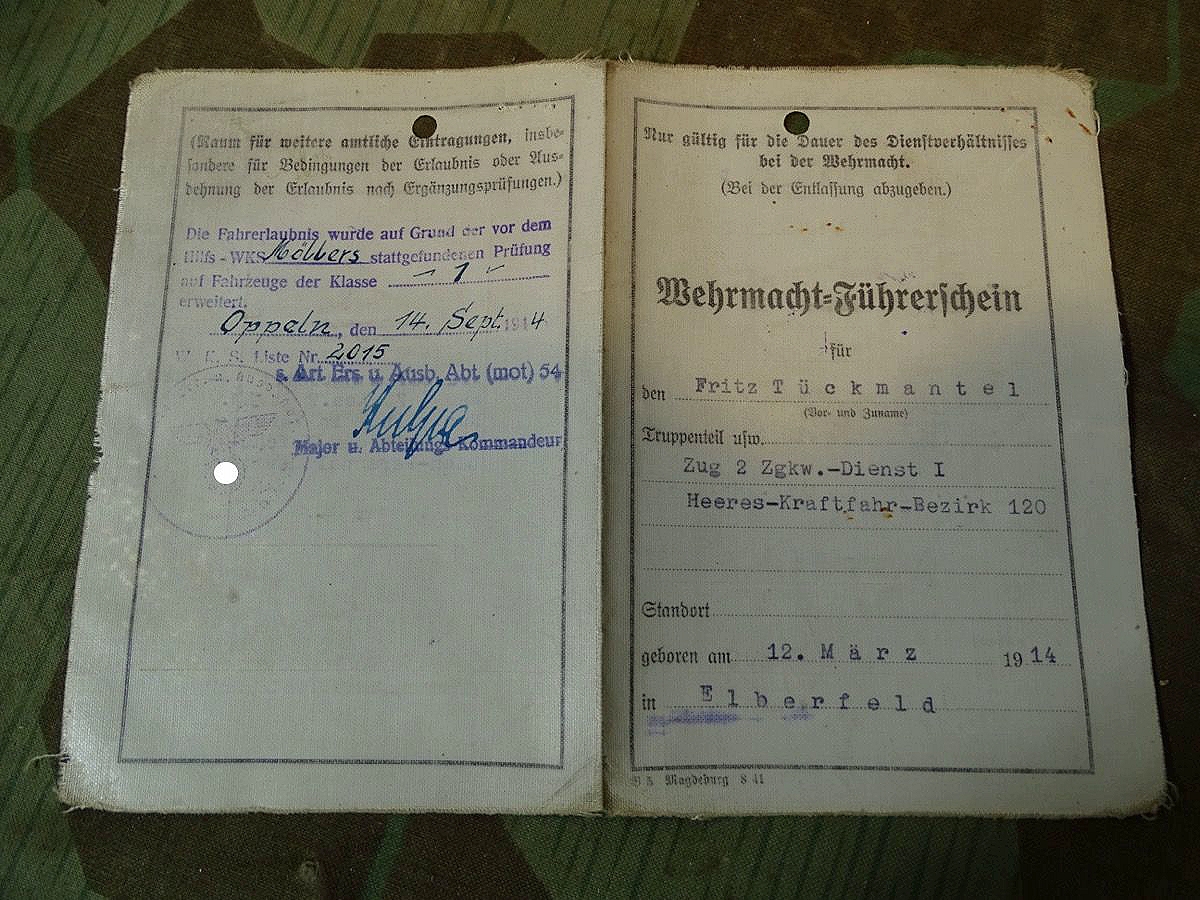 (Raum für weitere amtliche Eintragungen, insbe-
sondere für Bedingungen der Erlaubnis oder Aus-
dehnung der Erlaubnis nach Ergänzungsprüfungen.)
Die Fahrerlaubnis wurde auf Grund der vor dem
Hilfs-WKS Möllers stattgefundenen Prüfung
auf Fahrzeuge der Klasse - 1 -
erweitert.
Oppeln, den 14. Sept. 1944
W. K. S. Liste Nr. 2015
s. Art. Ers. u. Ausb. Abt (mot) 54
Major u. Abteilungs-Kommandeur
Nur gültig für die Dauer des Dienstverhältnisses
bei der Wehrmacht.
(Bei der Entlassung abzugeben.)
Wehrmacht-Führerschein
für
den Fritz Tückmantel
(Vor- und Zuname)
Truppenteil usw.
Zug 2 Zgkw.-Dienst I
Heeres-Kraftfahr-Bezirk 120
Standort
geboren am 12. März 1914
in Elberfeld
Magdeburg 8 41